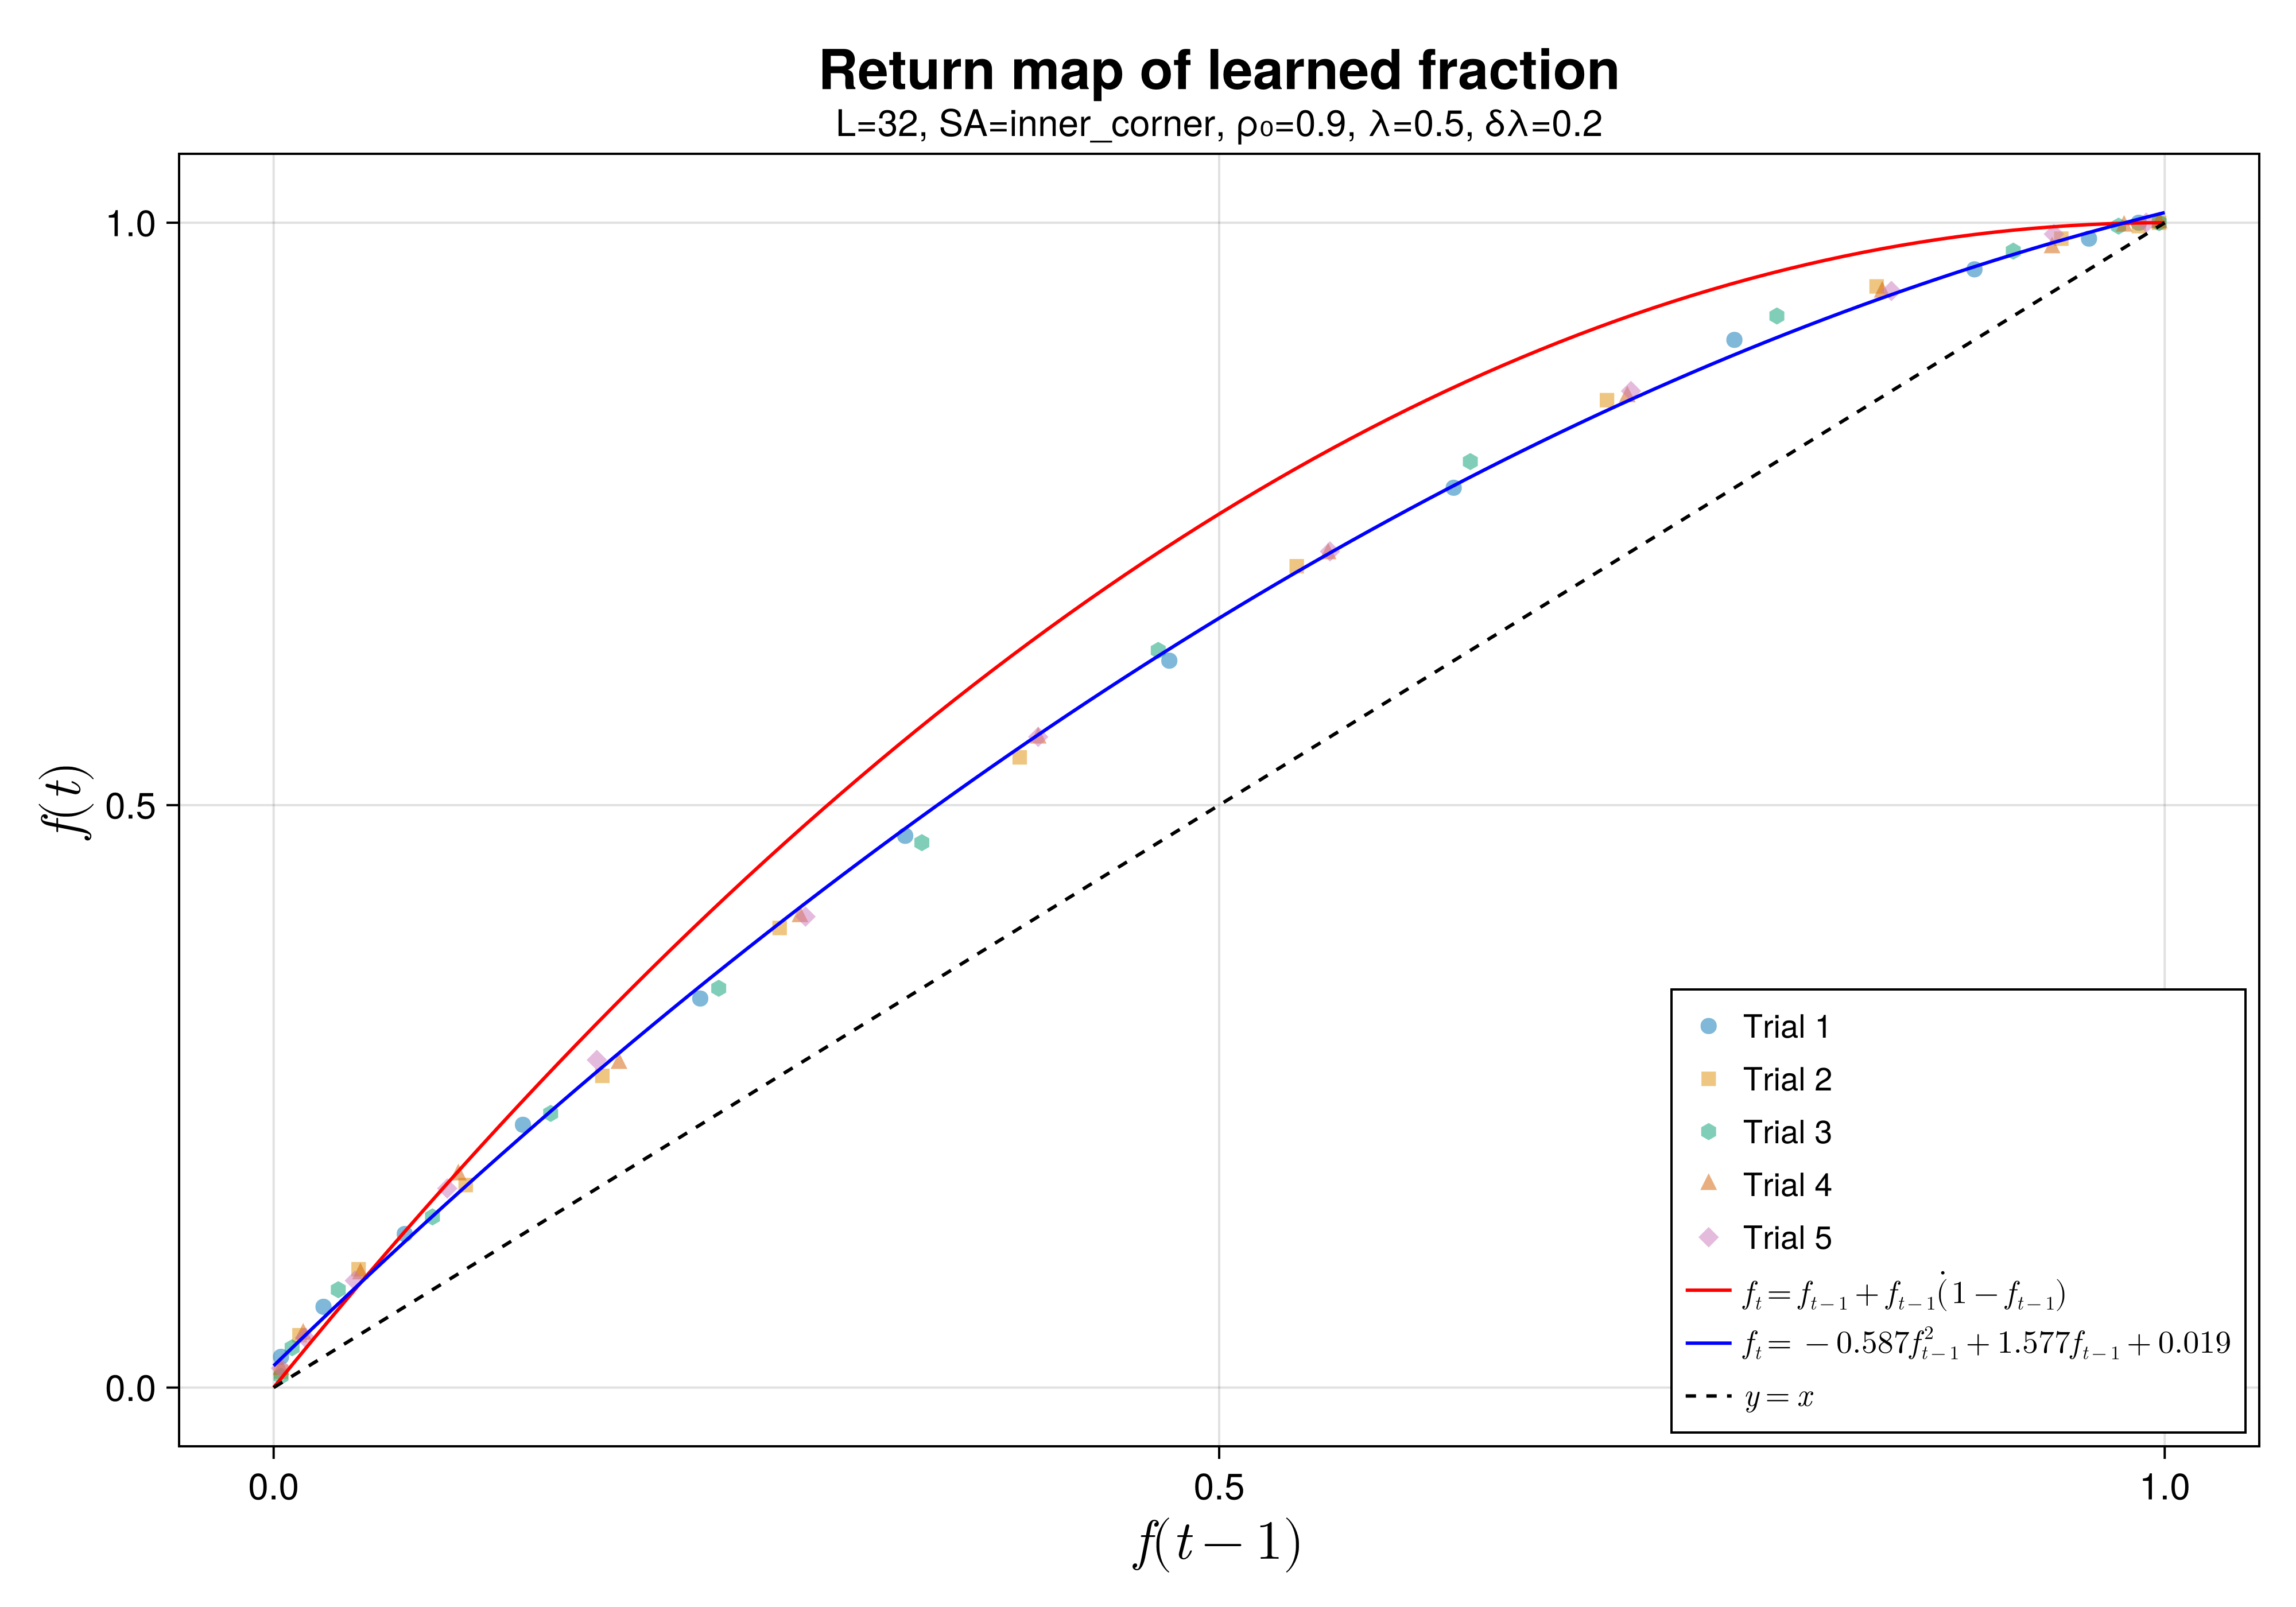 Return map of learned fraction
L=32, SA=inner_corner, ρ₀=0.9, λ=0.5, δλ=0.2
f(t)
1.0
0.5
0.0
Trial 1
Trial 2
Trial 3
Trial 4
Trial 5
f_{t−1}: f_t = f_{t−1} + f_{t−1}(̇1 − f_{t−1})
f_t = −0.587f²_{t−1} + 1.577f_{t−1} + 0.019
y = x
0.0 0.5 1.0
f(t − 1)